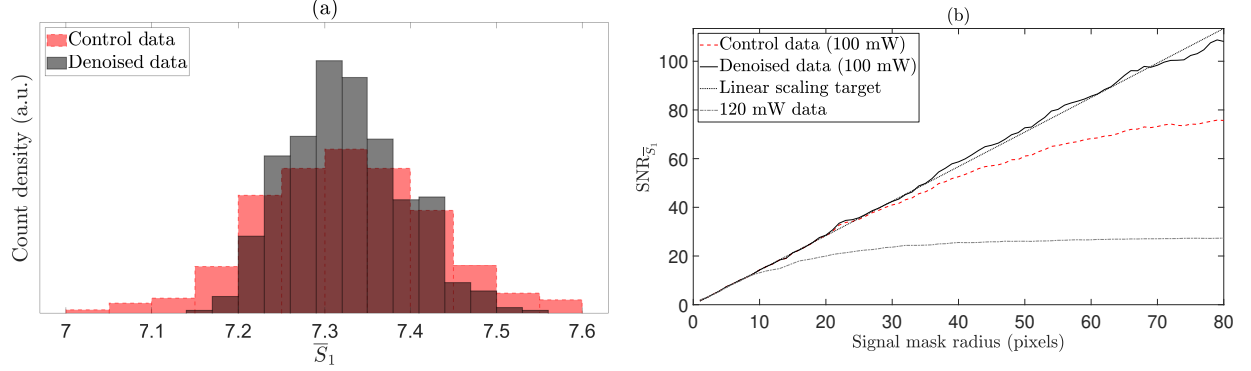 (a)
Control data
Denoised data
Count density (a.u.)
7 7.1 7.2 7.3 7.4 7.5 7.6
S̅₁
(b)
Control data (100 mW)
Denoised data (100 mW)
Linear scaling target
120 mW data
SNR_S̅₁
100
80
60
40
20
0
0 10 20 30 40 50 60 70 80
Signal mask radius (pixels)